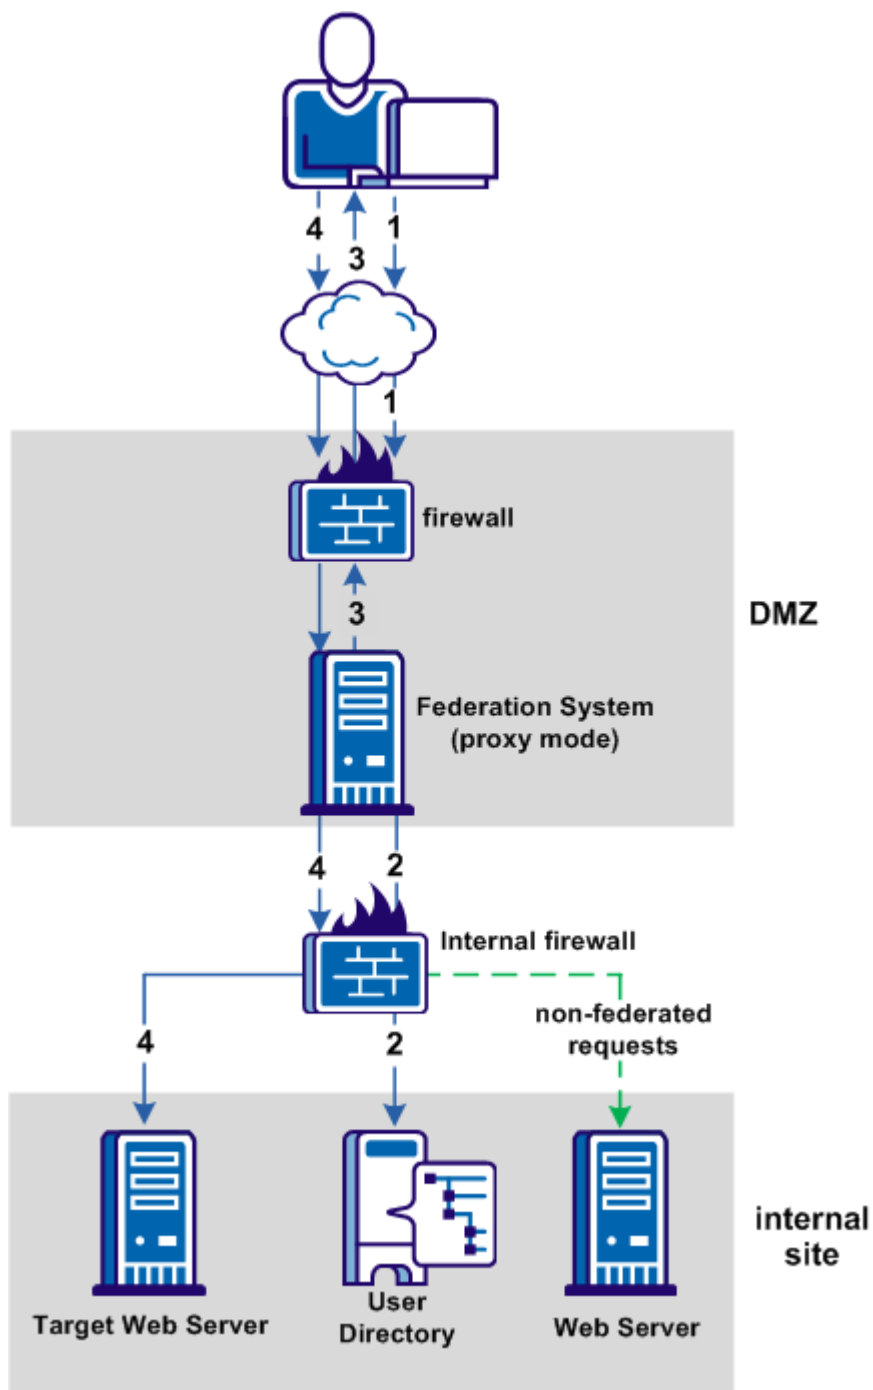 4
3
1
1
firewall
3
DMZ
Federation System
(proxy mode)
4
2
Internal firewall
non-federated
requests
4
2
internal
site
Target Web Server
User
Directory
Web Server